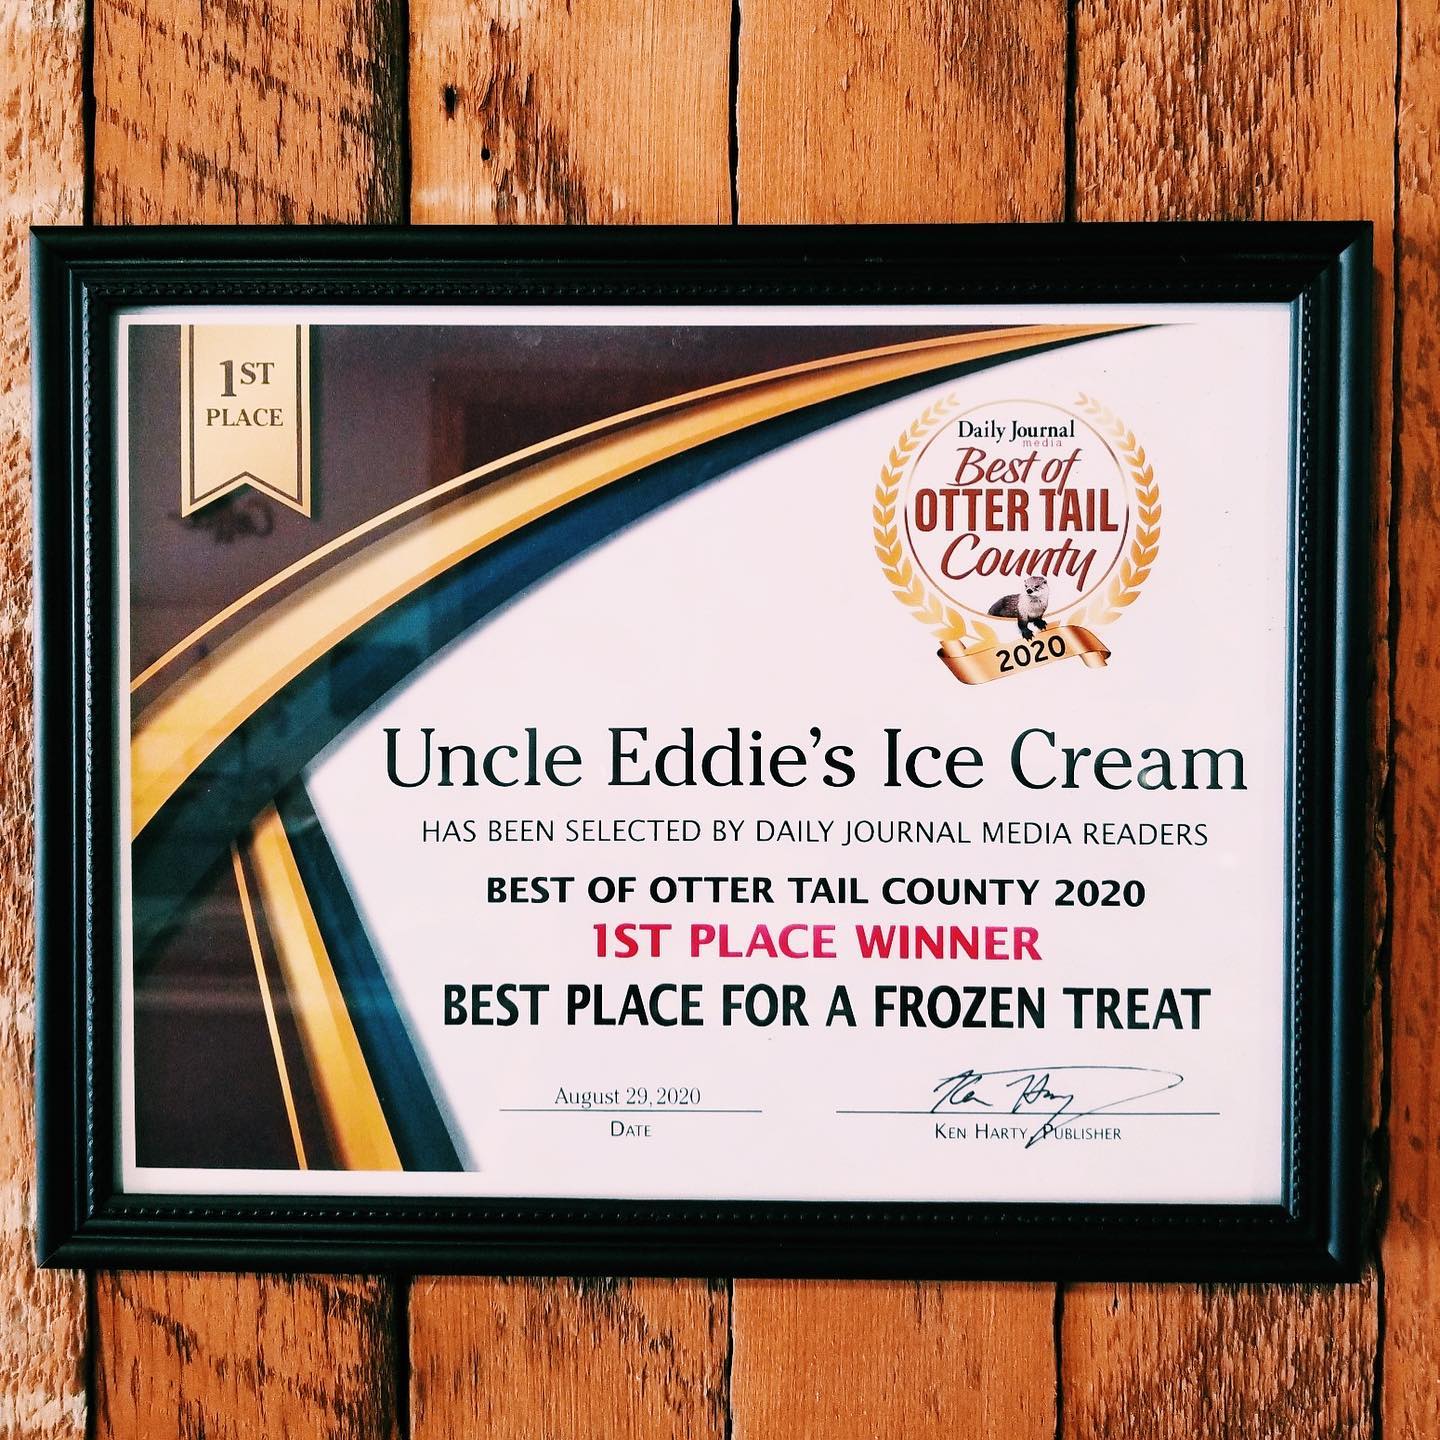 1ST
PLACE
Daily Journal
media
Best of
OTTER TAIL
County
2020
Uncle Eddie's Ice Cream
HAS BEEN SELECTED BY DAILY JOURNAL MEDIA READERS
BEST OF OTTER TAIL COUNTY 2020
1ST PLACE WINNER
BEST PLACE FOR A FROZEN TREAT
August 29, 2020
DATE
Ken Harty
KEN HARTY, PUBLISHER